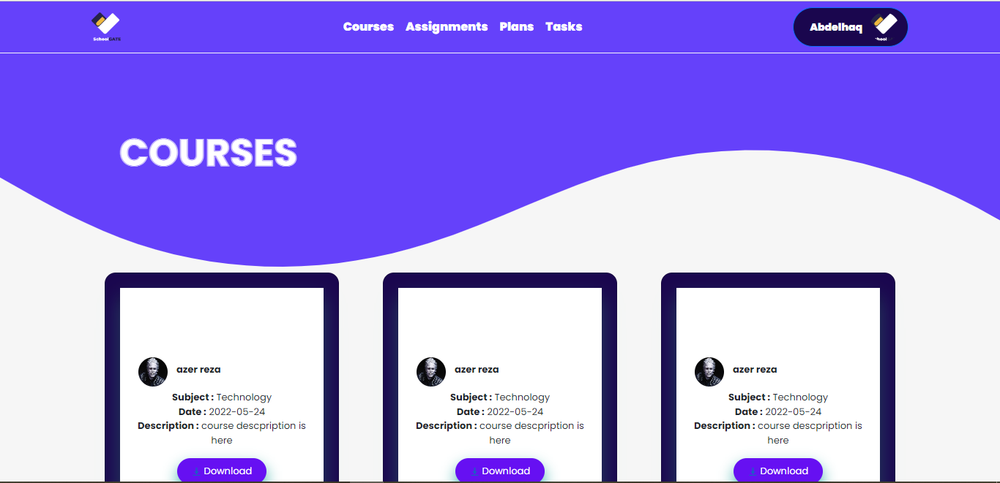 SchoolGATE
Courses Assignments Plans Tasks
Abdelhaq
COURSES
azer reza
Subject : Technology
Date : 2022-05-24
Description : course descpription is
here
Download
azer reza
Subject : Technology
Date : 2022-05-24
Description : course descpription is
here
Download
azer reza
Subject : Technology
Date : 2022-05-24
Description : course descpription is
here
Download